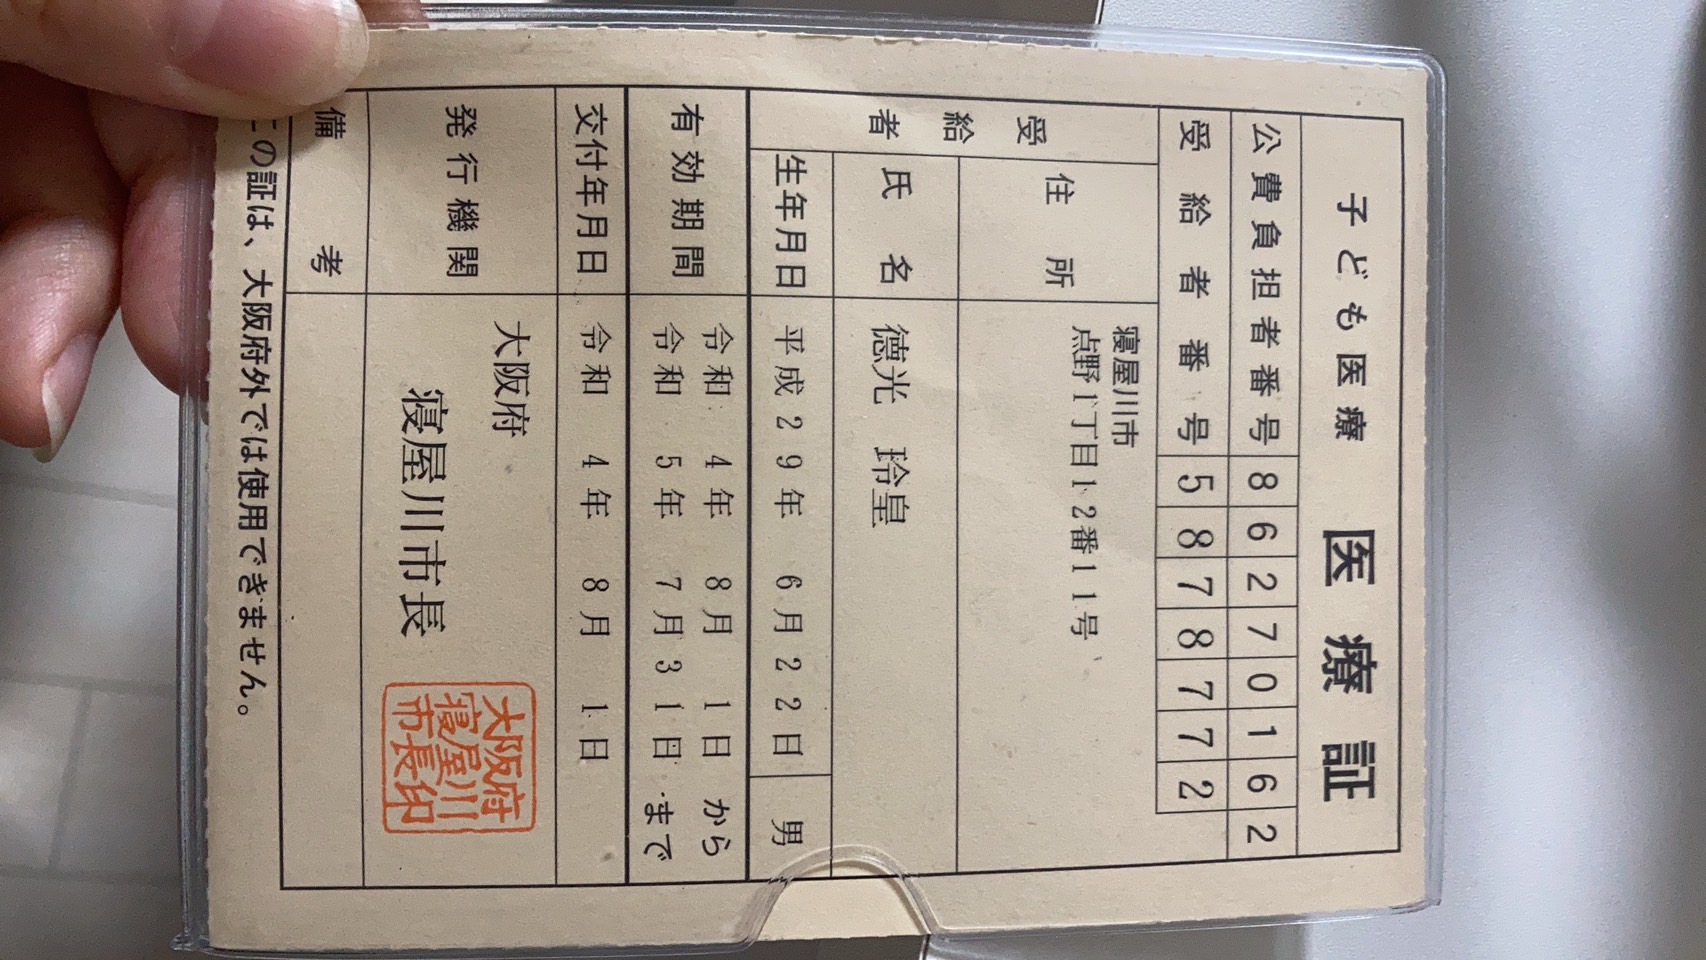 子ども医療 医療証
公費負担者番号 86270162
受給者番号 5878772
受給者
住所 寝屋川市
点野1丁目12番11号
氏名 徳光 玲皇
生年月日 平成29年 6月22日 男
有効期間 令和 4年 8月 1日 から
令和 5年 7月31日 まで
交付年月日 令和 4年 8月 1日
発行機関 大阪府
寝屋川市長
大阪府
寝屋川
市長印
備考
この証は、大阪府外では使用できません。